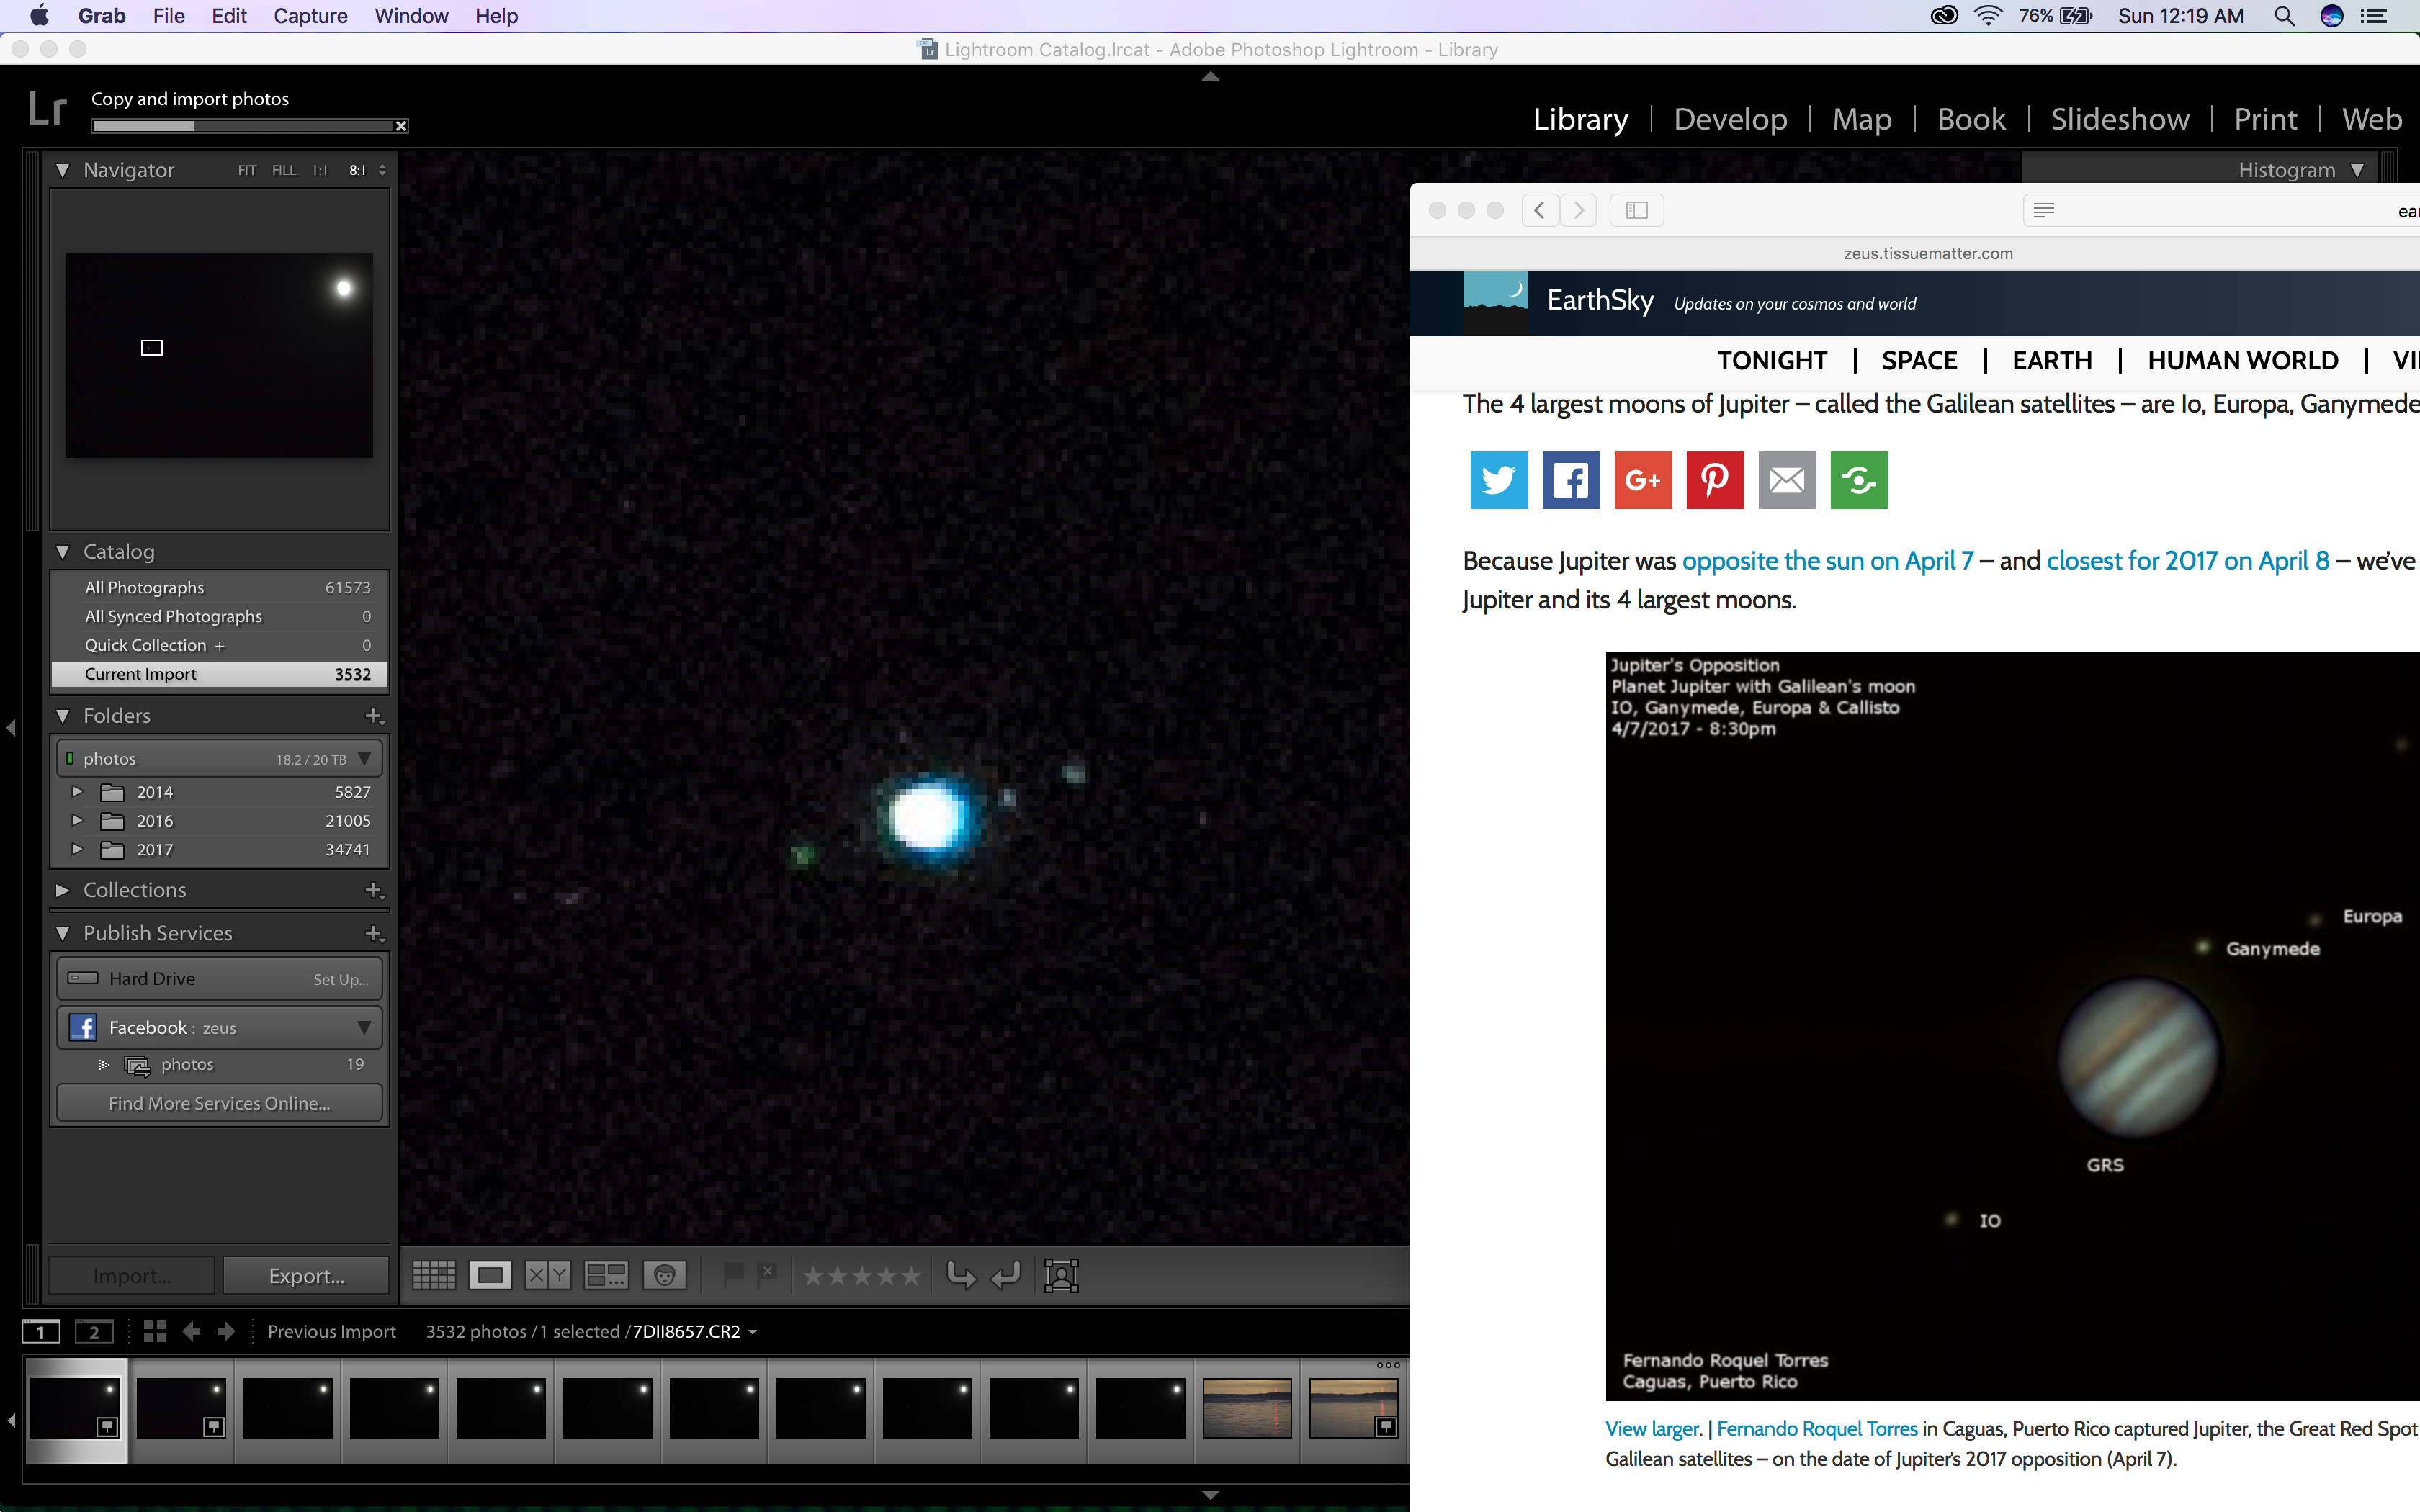 Grab File Edit Capture Window Help
76% Sun 12:19 AM
Lightroom Catalog.lrcat - Adobe Photoshop Lightroom - Library
Lr
Copy and import photos
Library | Develop | Map | Book | Slideshow | Print | Web
Navigator FIT FILL 1:1 8:1
Histogram
Catalog
All Photographs 61573
All Synced Photographs 0
Quick Collection + 0
Current Import 3532
Folders
photos 18.2 / 20 TB
2014 5827
2016 21005
2017 34741
Collections
Publish Services
Hard Drive Set Up...
Facebook : zeus
photos 19
Find More Services Online...
Import... Export...
X Y
1 2 Previous Import 3532 photos / 1 selected / 7DII8657.CR2
zeus.tissuematter.com
EarthSky Updates on your cosmos and world
TONIGHT | SPACE | EARTH | HUMAN WORLD |
The 4 largest moons of Jupiter – called the Galilean satellites – are Io, Europa, Ganymede
G+
Because Jupiter was opposite the sun on April 7 – and closest for 2017 on April 8 – we've
Jupiter and its 4 largest moons.
Jupiter's Opposition
Planet Jupiter with Galilean's moon
IO, Ganymede, Europa & Callisto
4/7/2017 - 8:30pm
Europa
Ganymede
GRS
IO
Fernando Roquel Torres
Caguas, Puerto Rico
View larger. | Fernando Roquel Torres in Caguas, Puerto Rico captured Jupiter, the Great Red Spot
Galilean satellites – on the date of Jupiter's 2017 opposition (April 7).